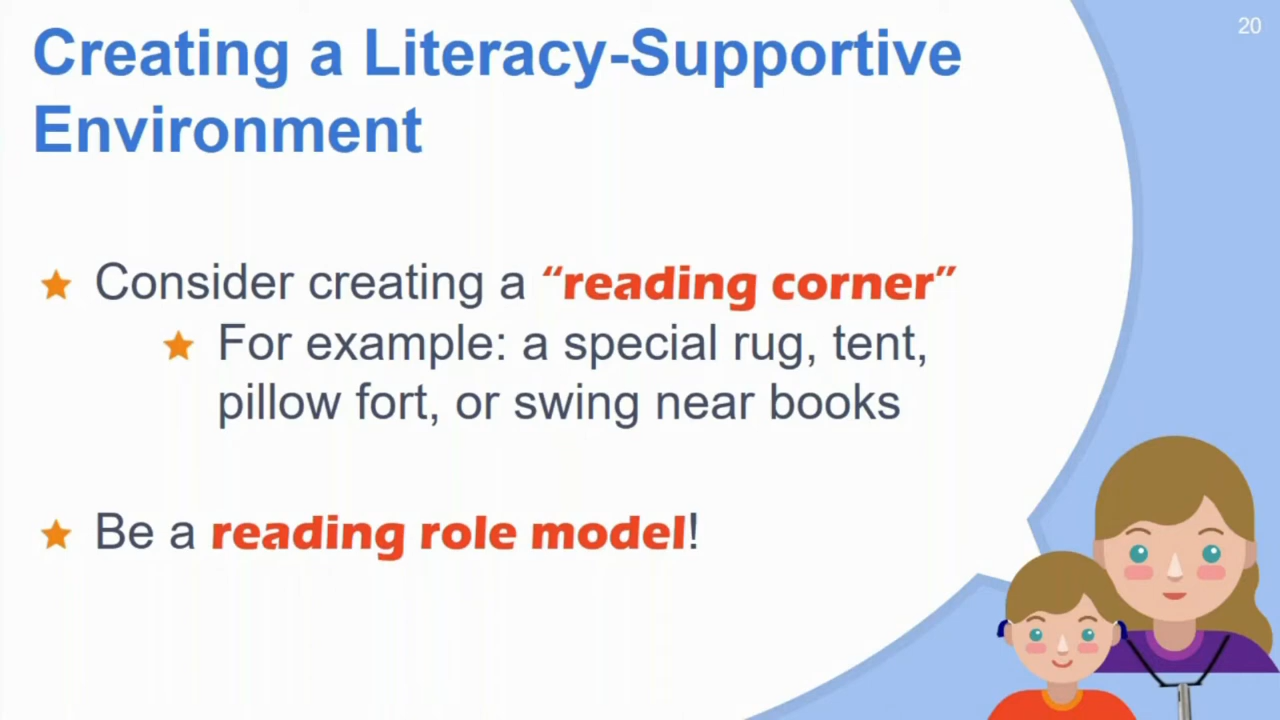 20
Creating a Literacy-Supportive
Environment
Consider creating a “reading corner”
For example: a special rug, tent,
pillow fort, or swing near books
Be a reading role model!